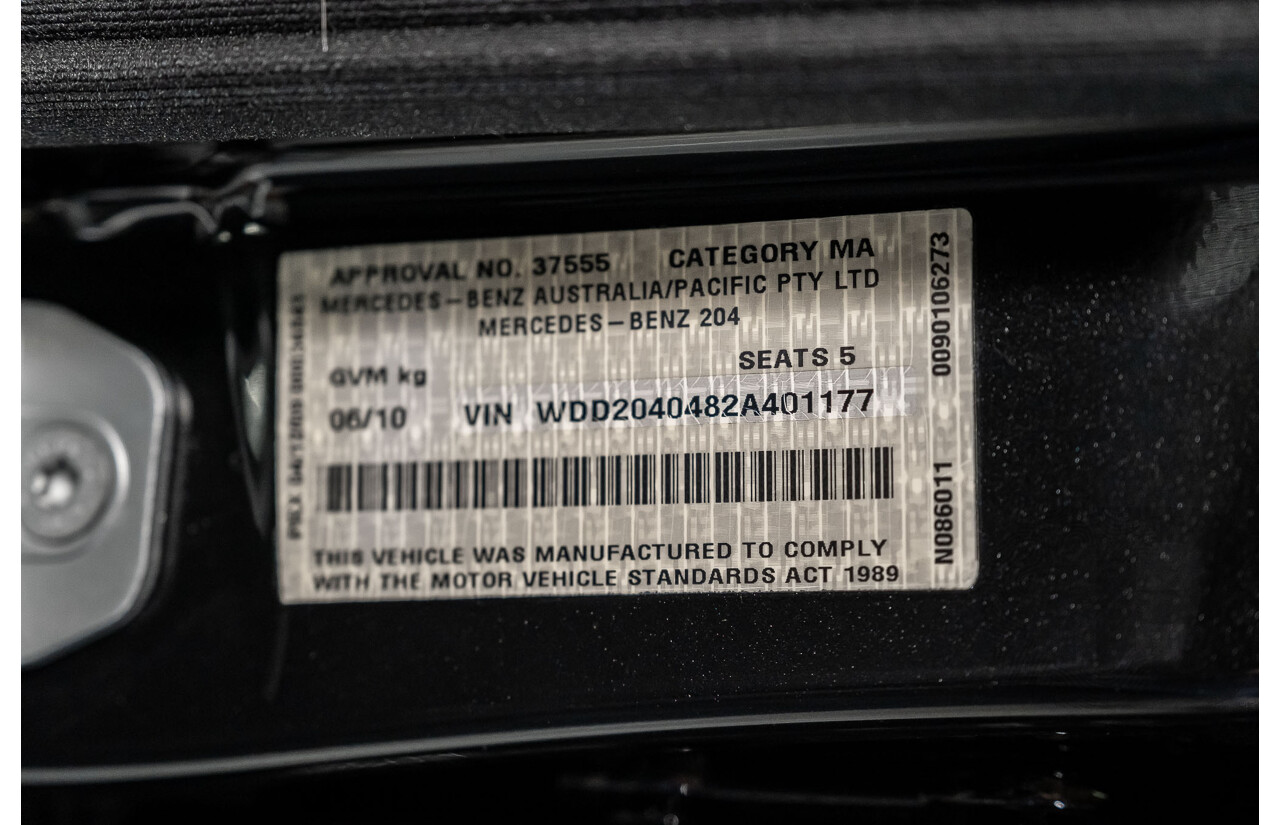 APPROVAL NO. 37555 CATEGORY MA
MERCEDES-BENZ AUSTRALIA/PACIFIC PTY LTD
MERCEDES-BENZ 204
SEATS 5
GVM kg
06/10 VIN WDD2040482A401177
THIS VEHICLE WAS MANUFACTURED TO COMPLY
WITH THE MOTOR VEHICLE STANDARDS ACT 1989
N086011
0090106273